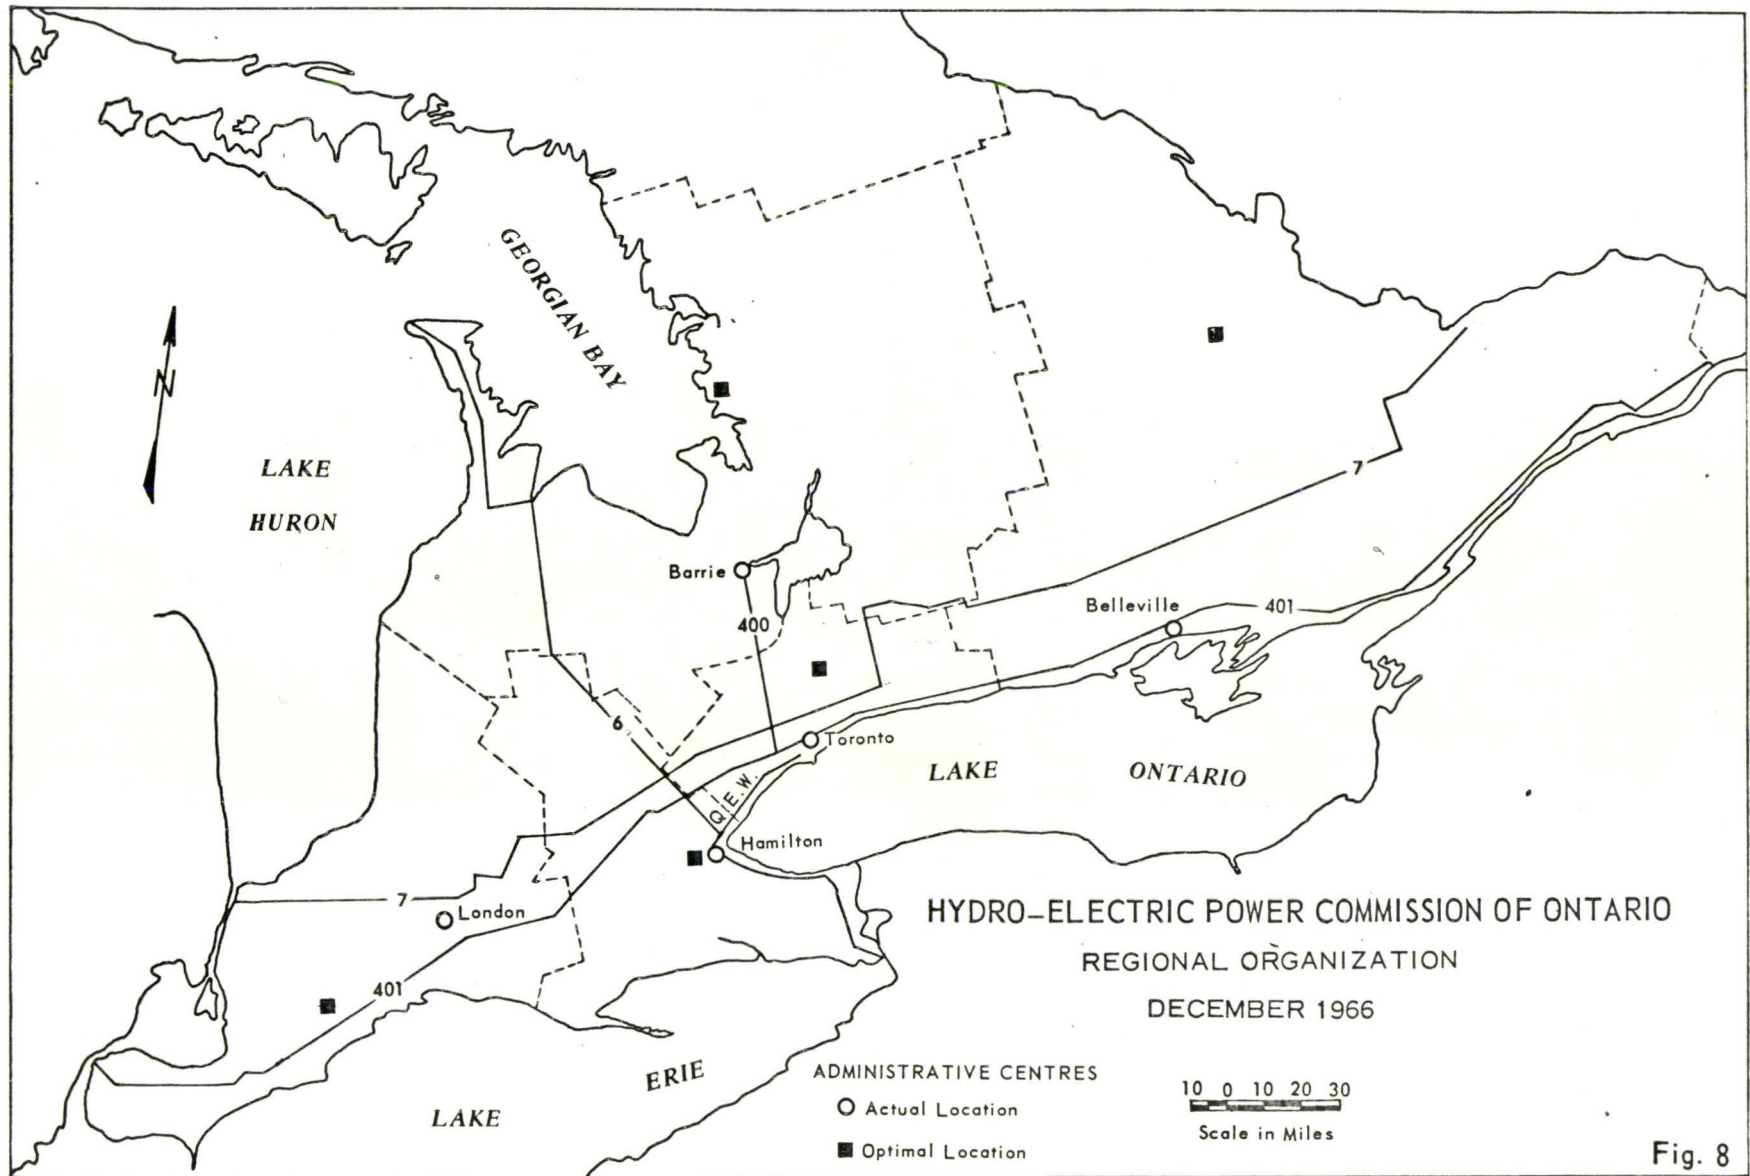 GEORGIAN BAY
N
LAKE
HURON
7
Barrie
400
Belleville
401
6
Toronto
LAKE ONTARIO
Q.E.W.
Hamilton
7
London
401
HYDRO-ELECTRIC POWER COMMISSION OF ONTARIO
REGIONAL ORGANIZATION
DECEMBER 1966
LAKE ERIE
ADMINISTRATIVE CENTRES
Actual Location
Optimal Location
10 0 10 20 30
Scale in Miles
Fig. 8